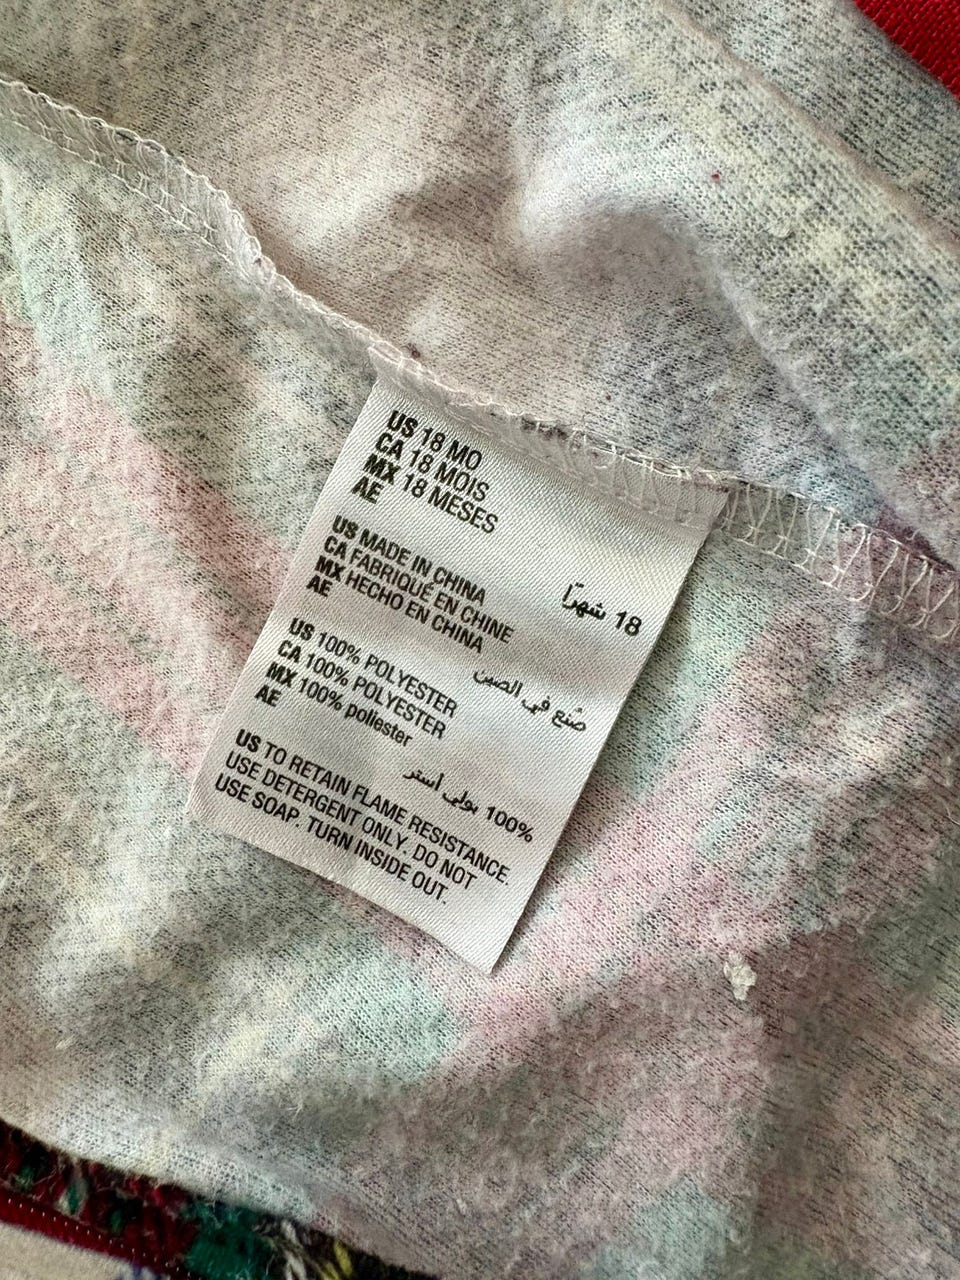 US 18 MO
CA 18 MOIS
MX 18 MESES
AE
18 شهرًا
US MADE IN CHINA
CA FABRIQUÉ EN CHINE
MX HECHO EN CHINA
AE
صُنع في الصين
US 100% POLYESTER
CA 100% POLYESTER
MX 100% poliester
AE
100% بولي أستر
US TO RETAIN FLAME RESISTANCE.
USE DETERGENT ONLY. DO NOT
USE SOAP. TURN INSIDE OUT.